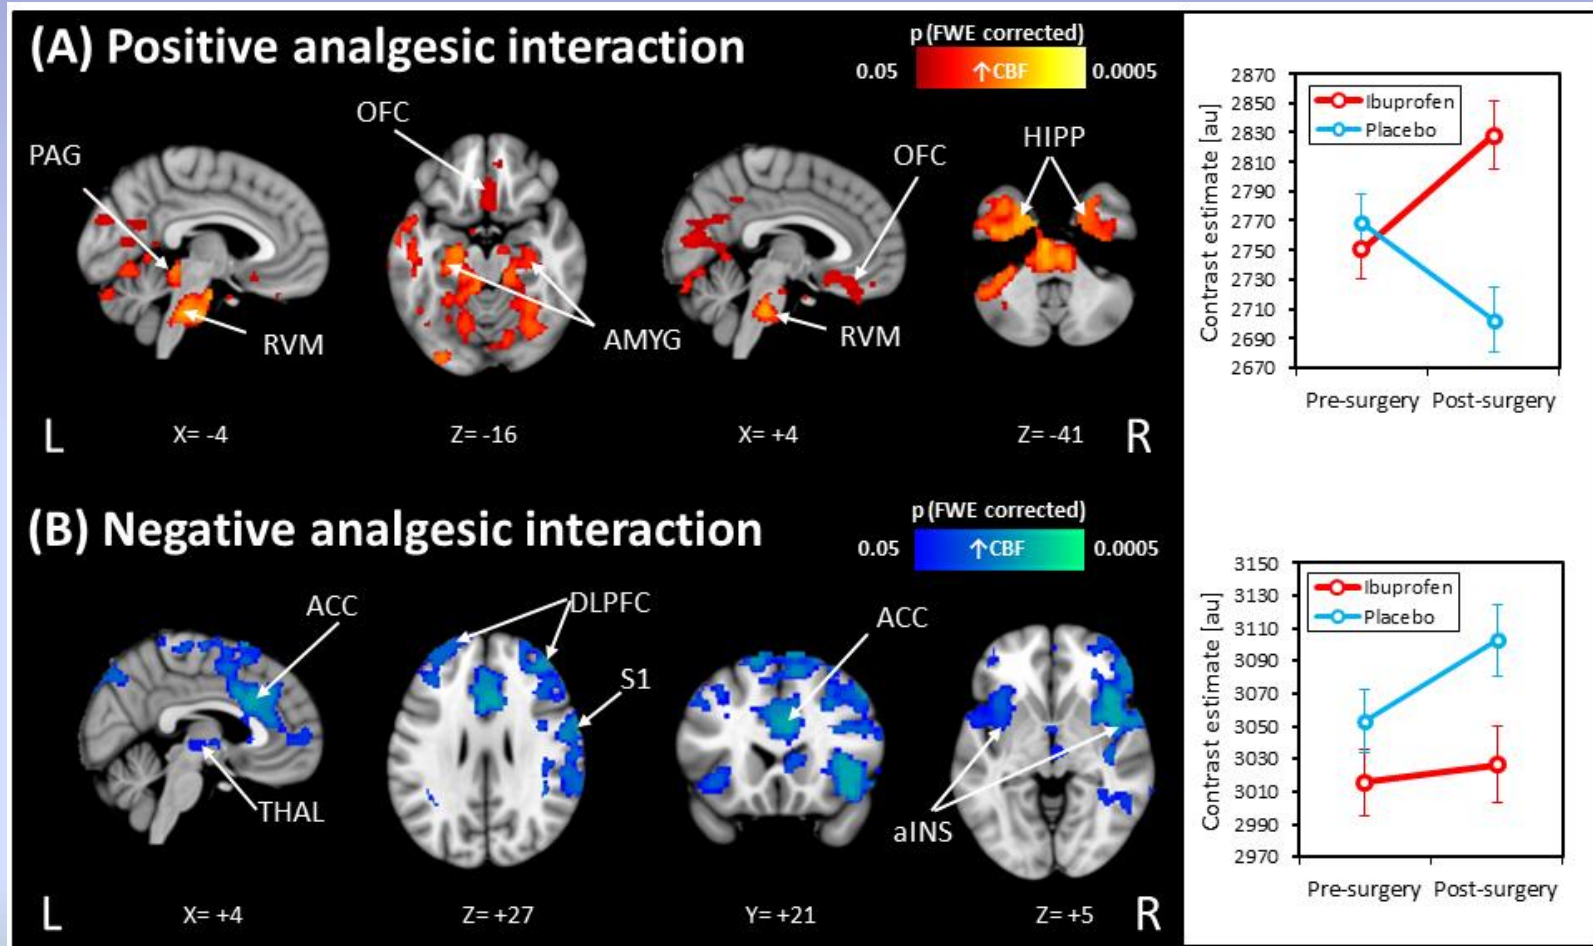 (A) Positive analgesic interaction
p (FWE corrected)
0.05 ↑CBF 0.0005
OFC
PAG
HIPP
OFC
RVM
AMYG
RVM
L X= -4 Z= -16 X= +4 Z= -41 R
2870
2850
2830
2810
2790
2770
2750
2730
2710
2690
2670
Contrast estimate [au]
Ibuprofen
Placebo
Pre-surgery Post-surgery
(B) Negative analgesic interaction
p (FWE corrected)
0.05 ↑CBF 0.0005
ACC
DLPFC
ACC
S1
THAL
aINS
L X= +4 Z= +27 Y= +21 Z= +5 R
3150
3130
3110
3090
3070
3050
3030
3010
2990
2970
Contrast estimate [au]
Ibuprofen
Placebo
Pre-surgery Post-surgery